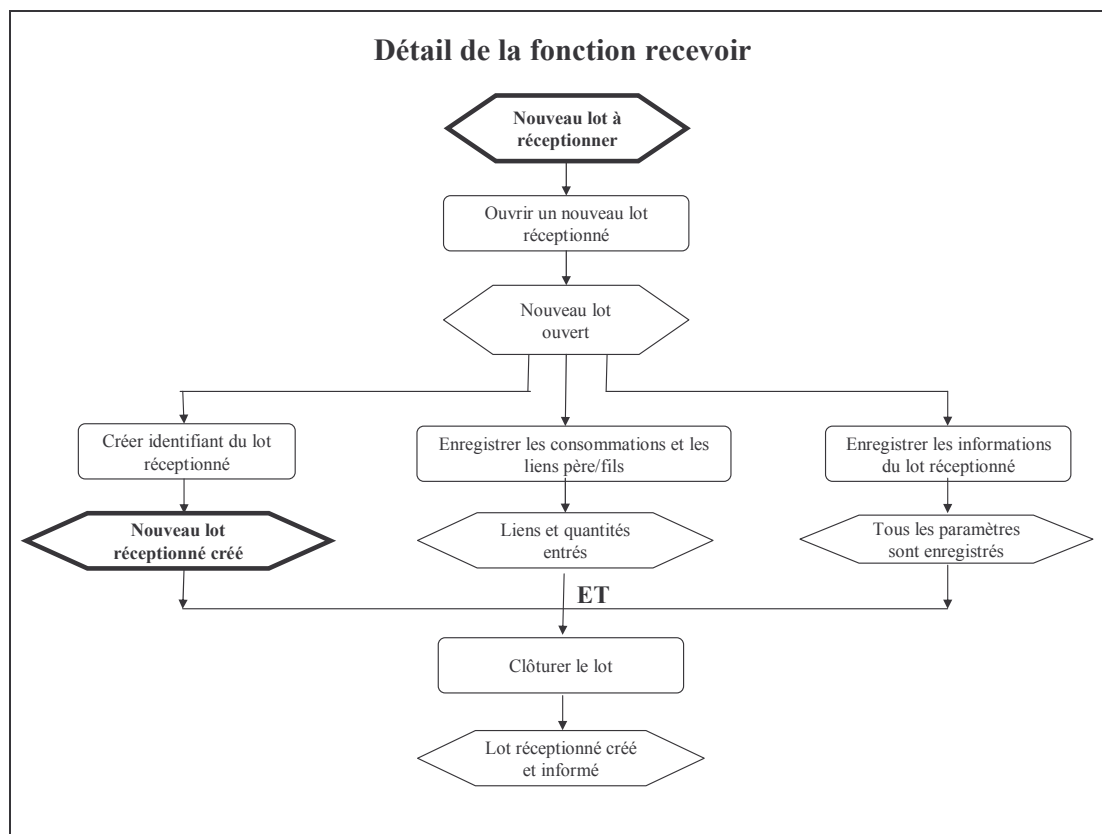 Détail de la fonction recevoir
Nouveau lot à
réceptionner
Ouvrir un nouveau lot
réceptionné
Nouveau lot
ouvert
Créer identifiant du lot
réceptionné
Enregistrer les consommations et les
liens père/fils
Enregistrer les informations
du lot réceptionné
Nouveau lot
réceptionné créé
Liens et quantités
entrés
Tous les paramètres
sont enregistrés
ET
Clôturer le lot
Lot réceptionné créé
et informé